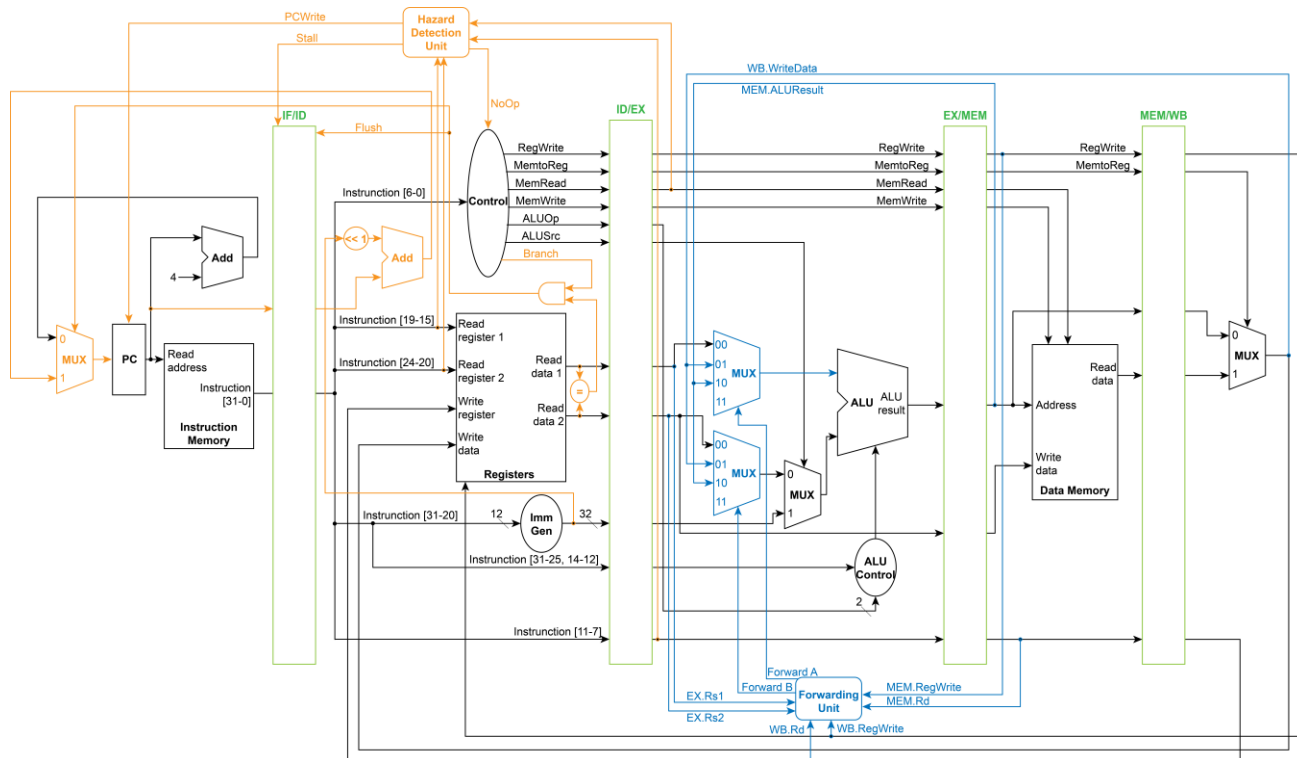 PCWrite
Hazard
Detection
Unit
Stall
NoOp
WB.WriteData
MEM.ALUResult
IF/ID
ID/EX
EX/MEM
MEM/WB
Flush
RegWrite
RegWrite
RegWrite
MemtoReg
MemtoReg
MemtoReg
MemRead
MemRead
MemWrite
MemWrite
ALUOp
ALUSrc
Branch
Instrunction [6-0]
Control
<< 1
Add
Add
4
0
MUX
1
PC
Read
address
Instruction
[31-0]
Instruction
Memory
Instrunction [19-15]
Instrunction [24-20]
Read
register 1
Read
register 2
Write
register
Write
data
Read
data 1
Read
data 2
=
Registers
00
01
10
11
MUX
00
01
10
11
MUX
0
MUX
1
ALU
ALU
result
Address
Read
data
Write
data
Data Memory
0
MUX
1
Instrunction [31-20]
12
Imm
Gen
32
Instrunction [31-25, 14-12]
ALU
Control
2
Instrunction [11-7]
Forward A
Forward B
Forwarding
Unit
EX.Rs1
EX.Rs2
MEM.RegWrite
MEM.Rd
WB.Rd
WB.RegWrite